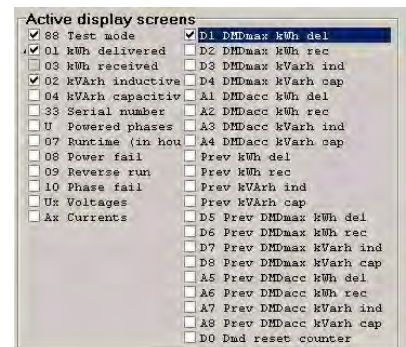 Active display screens
88 Test mode
01 kWh delivered
03 kWh received
02 kVArh inductive
04 kVArh capacitiv
33 Serial number
U Powered phases
07 Runtime (in hou
08 Power fail
09 Reverse run
10 Phase fail
Ux Voltages
Ax Currents
D1 DMDmax kWh del
D2 DMDmax kWh rec
D3 DMDmax kVarh ind
D4 DMDmax kVarh cap
A1 DMDacc kWh del
A2 DMDacc kWh rec
A3 DMDacc kVarh ind
A4 DMDacc kVarh cap
Prev kWh del
Prev kWh rec
Prev kVArh ind
Prev kVArh cap
D5 Prev DMDmax kWh del
D6 Prev DMDmax kWh rec
D7 Prev DMDmax kVarh ind
D8 Prev DMDmax kVarh cap
A5 Prev DMDacc kWh del
A6 Prev DMDacc kWh rec
A7 Prev DMDacc kVarh ind
A8 Prev DMDacc kVarh cap
D0 Dmd reset counter